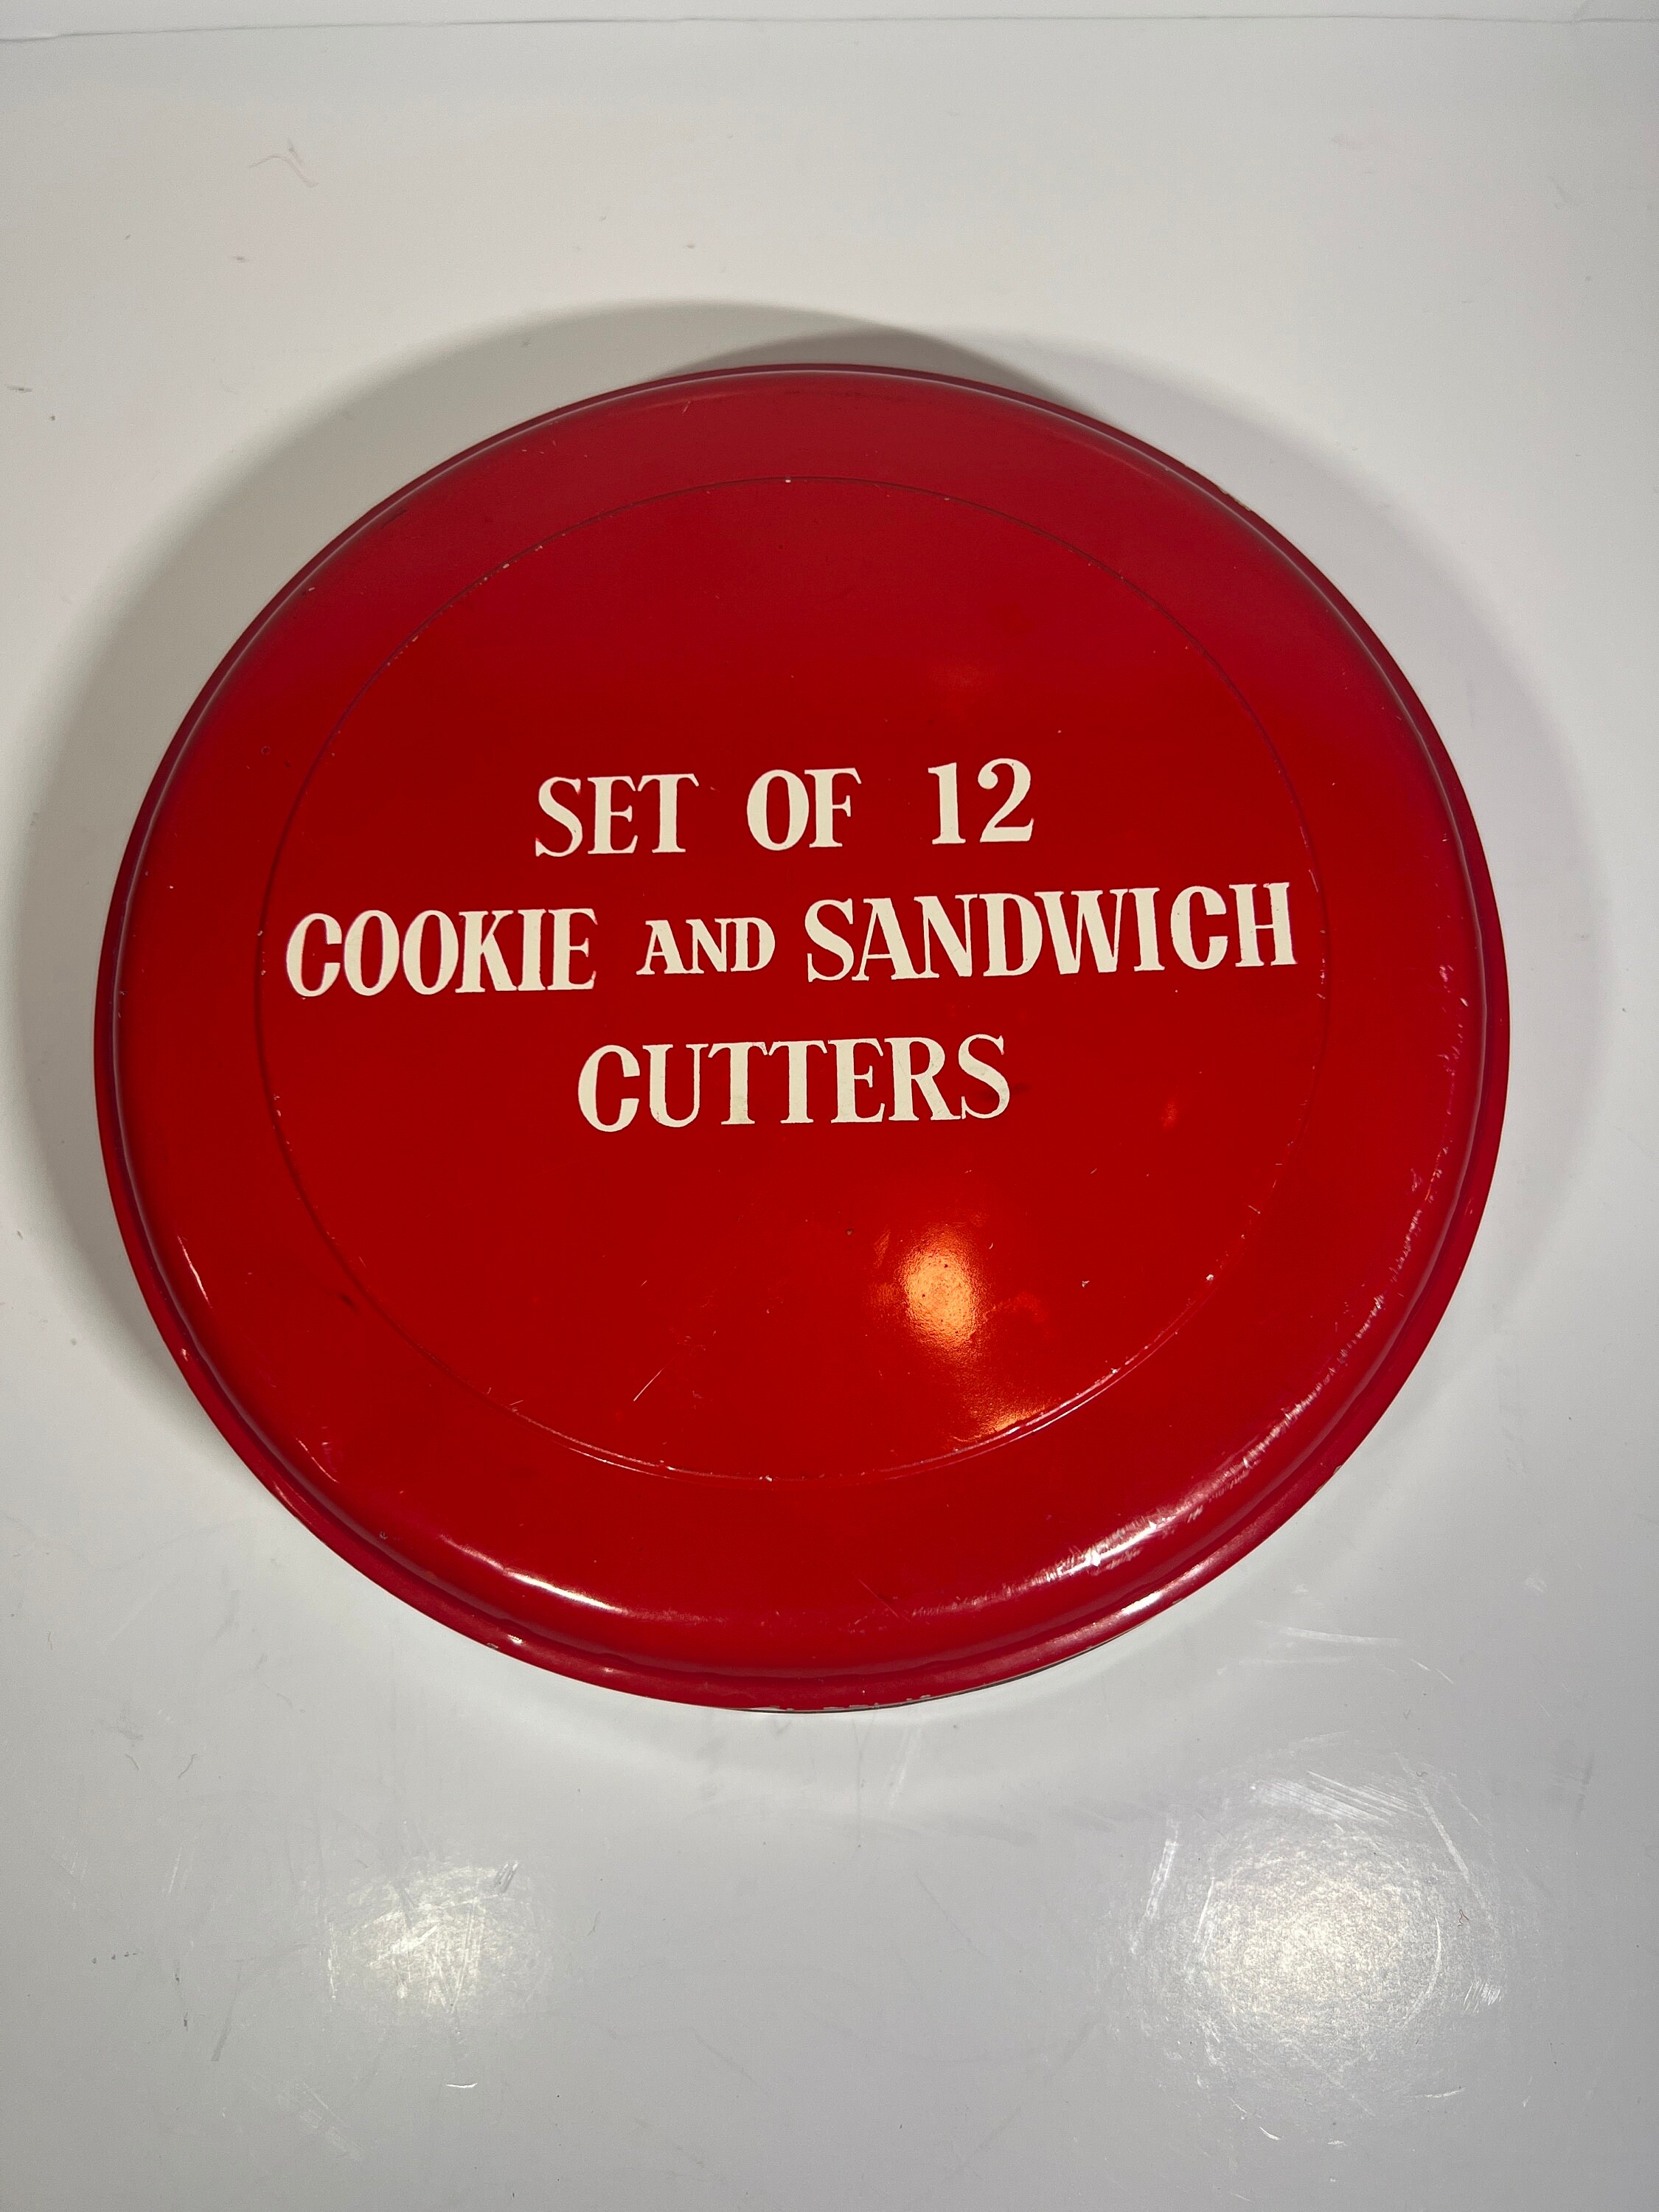 SET OF 12
COOKIE AND SANDWICH
CUTTERS